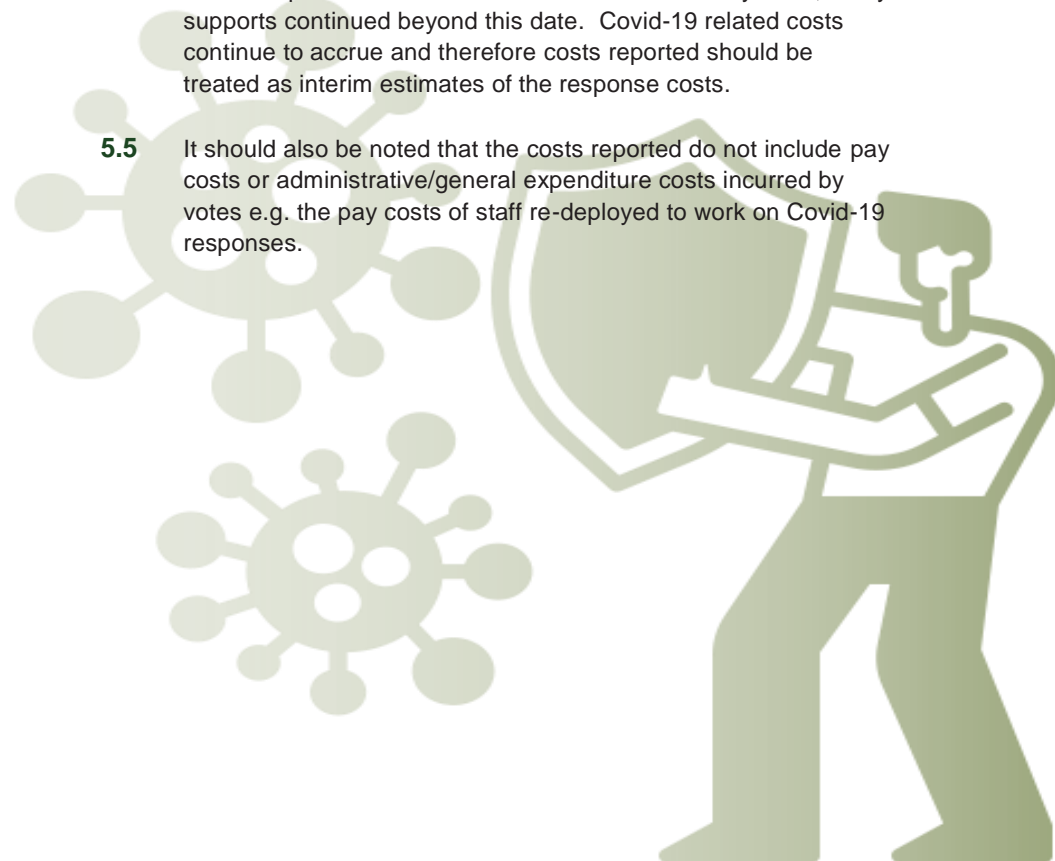 supports continued beyond this date.  Covid-19 related costs
continue to accrue and therefore costs reported should be
treated as interim estimates of the response costs.
5.5 It should also be noted that the costs reported do not include pay
costs or administrative/general expenditure costs incurred by
votes e.g. the pay costs of staff re-deployed to work on Covid-19
responses.